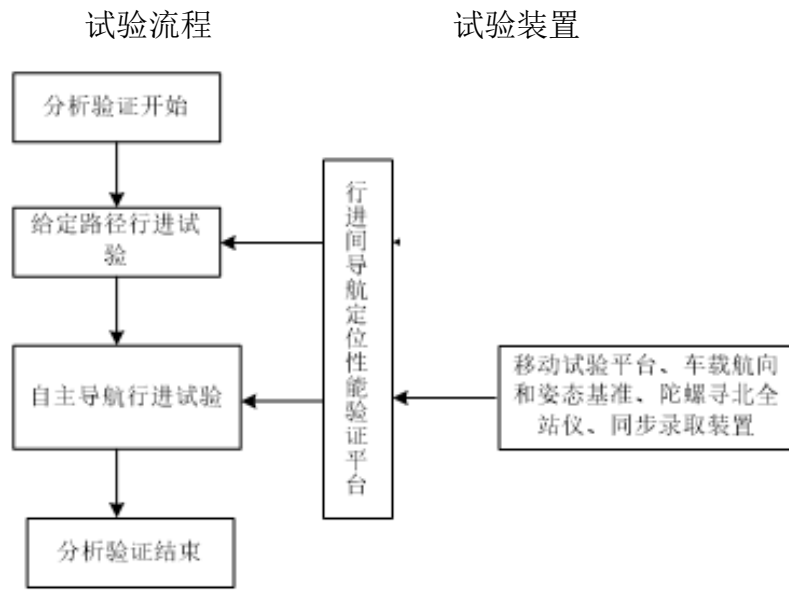 试验流程
试验装置
分析验证开始
给定路径行进试
验
自主导航行进试验
分析验证结束
行进间导航定位性能验证平台
移动试验平台、车载航向
和姿态基准、陀螺寻北全
站仪、同步录取装置